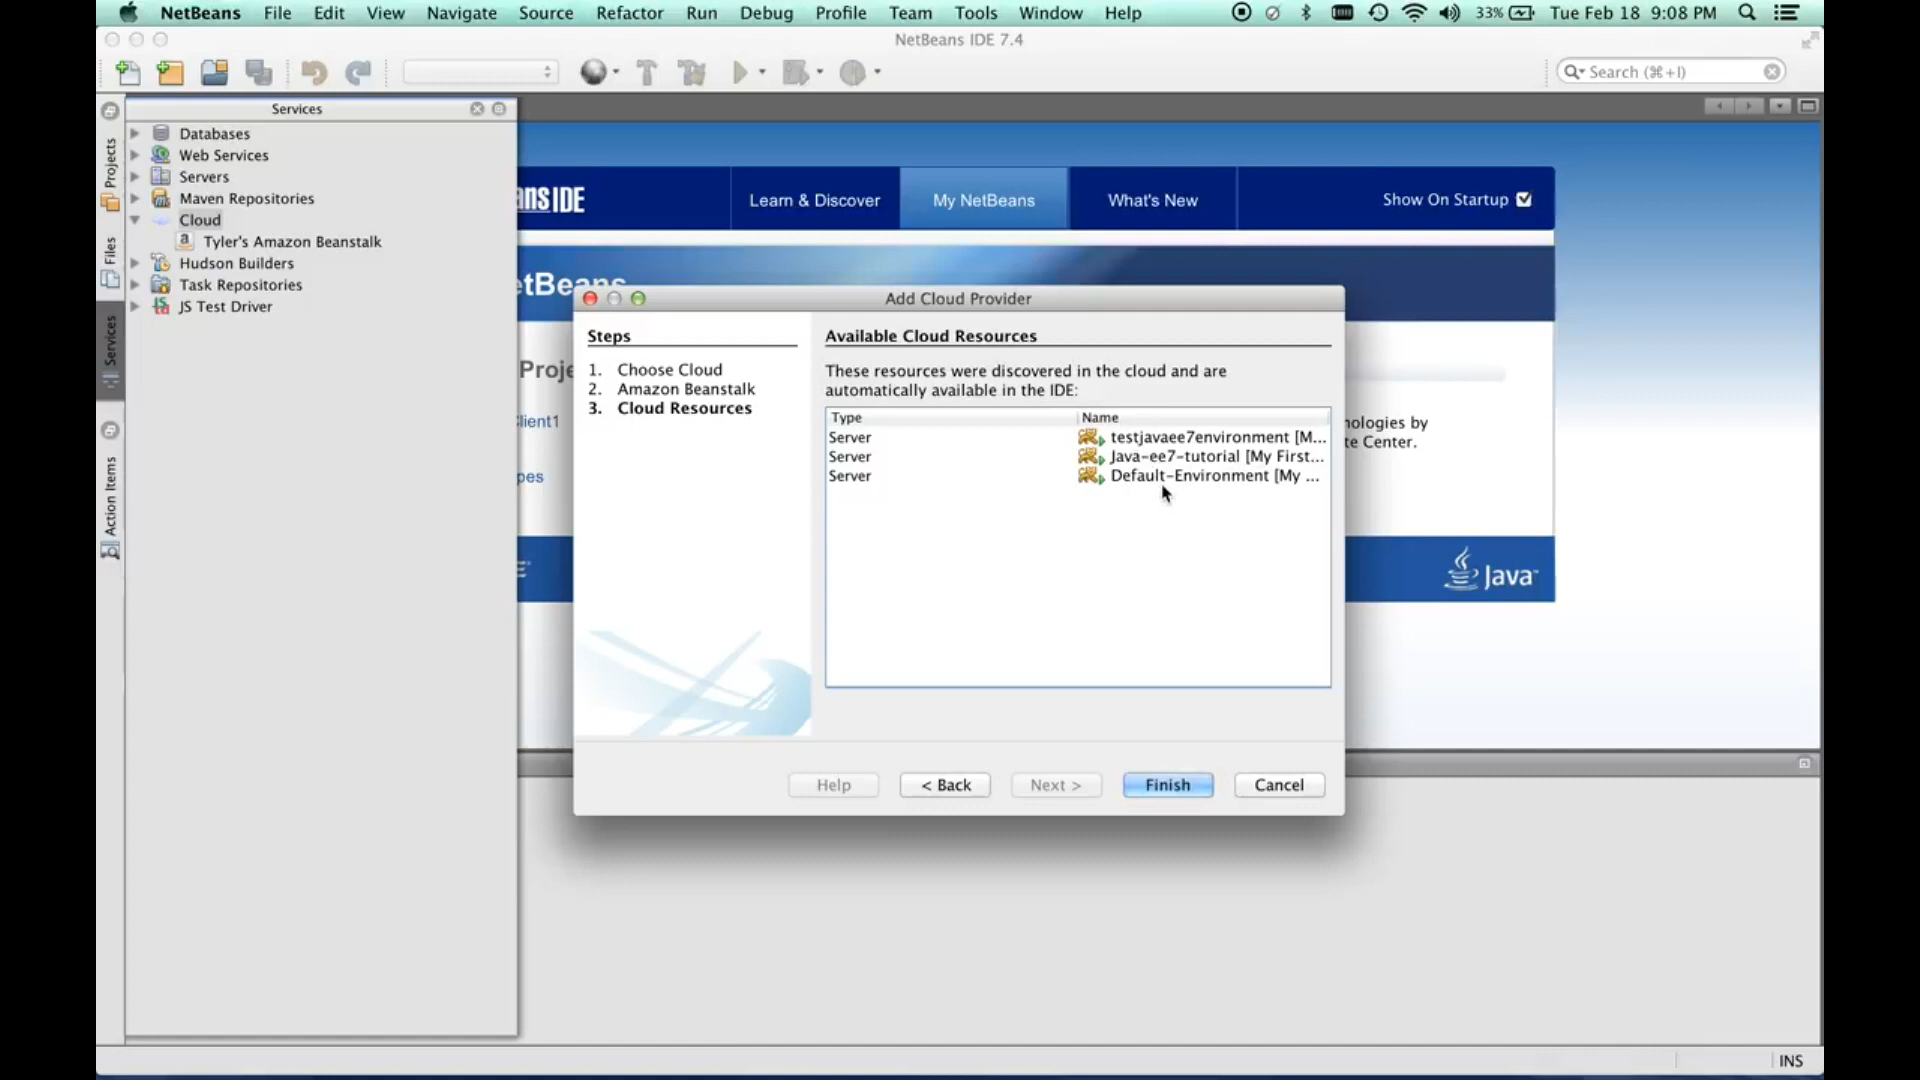 NetBeans File Edit View Navigate Source Refactor Run Debug Profile Team Tools Window Help 33% Tue Feb 18 9:08 PM
NetBeans IDE 7.4
Search (⌘+I)
Services
Projects
Files
Services
Action Items
Databases
Web Services
Servers
Maven Repositories
Cloud
Tyler's Amazon Beanstalk
Hudson Builders
Task Repositories
JS Test Driver
IDE
Learn & Discover
My NetBeans
What's New
Show On Startup
Add Cloud Provider
Steps
1. Choose Cloud
2. Amazon Beanstalk
3. Cloud Resources
Available Cloud Resources
These resources were discovered in the cloud and are
automatically available in the IDE:
Type Name
Server testjavaee7environment [M...
Server Java-ee7-tutorial [My First...
Server Default-Environment [My ...
Help < Back Next > Finish Cancel
nologies by
te Center.
Java
INS